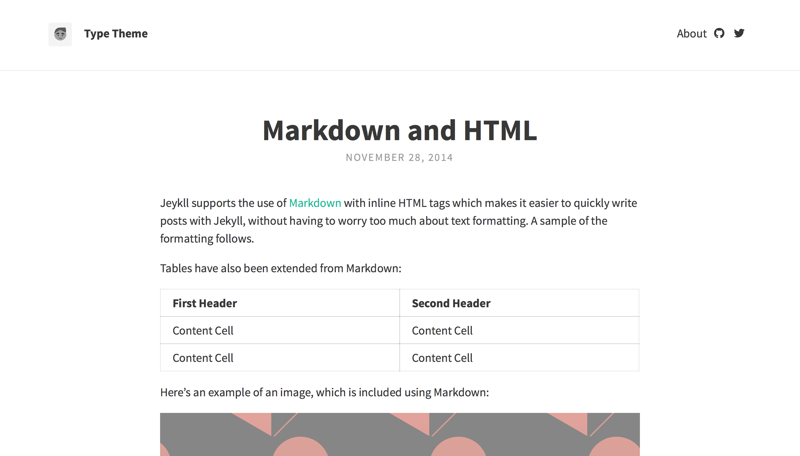 Type Theme
About
Markdown and HTML
NOVEMBER 28, 2014
Jeykll supports the use of Markdown with inline HTML tags which makes it easier to quickly write
posts with Jekyll, without having to worry too much about text formatting. A sample of the
formatting follows.
Tables have also been extended from Markdown:
First Header Second Header
Content Cell Content Cell
Content Cell Content Cell
Here’s an example of an image, which is included using Markdown: